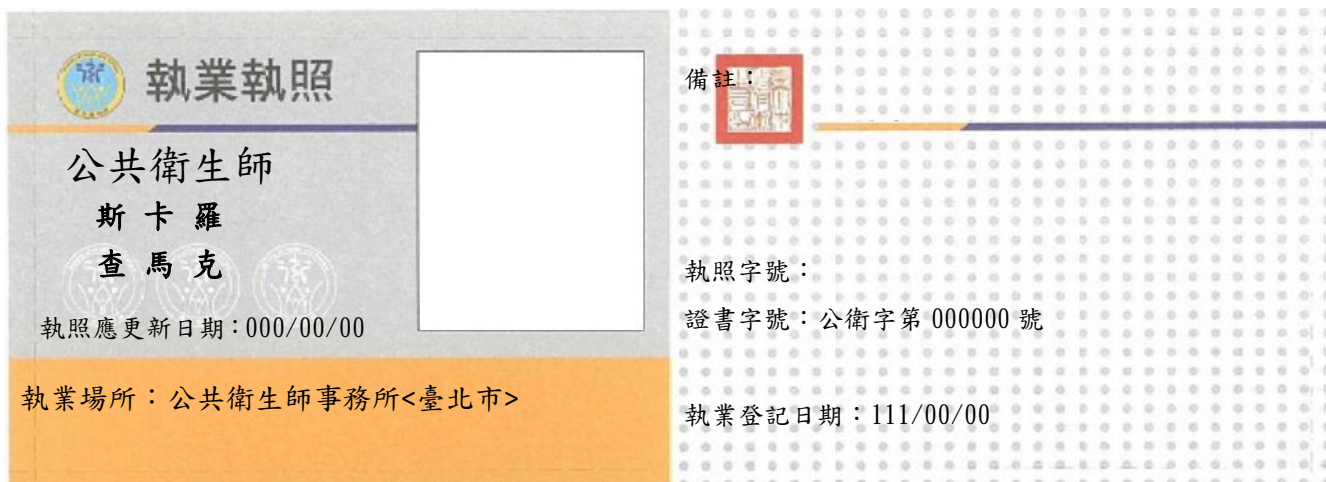 執業執照
公共衛生師
斯卡羅
查馬克
執照應更新日期：000/00/00
執業場所：公共衛生師事務所<臺北市>
備註：
執照字號：
證書字號：公衛字第 000000 號
執業登記日期：111/00/00